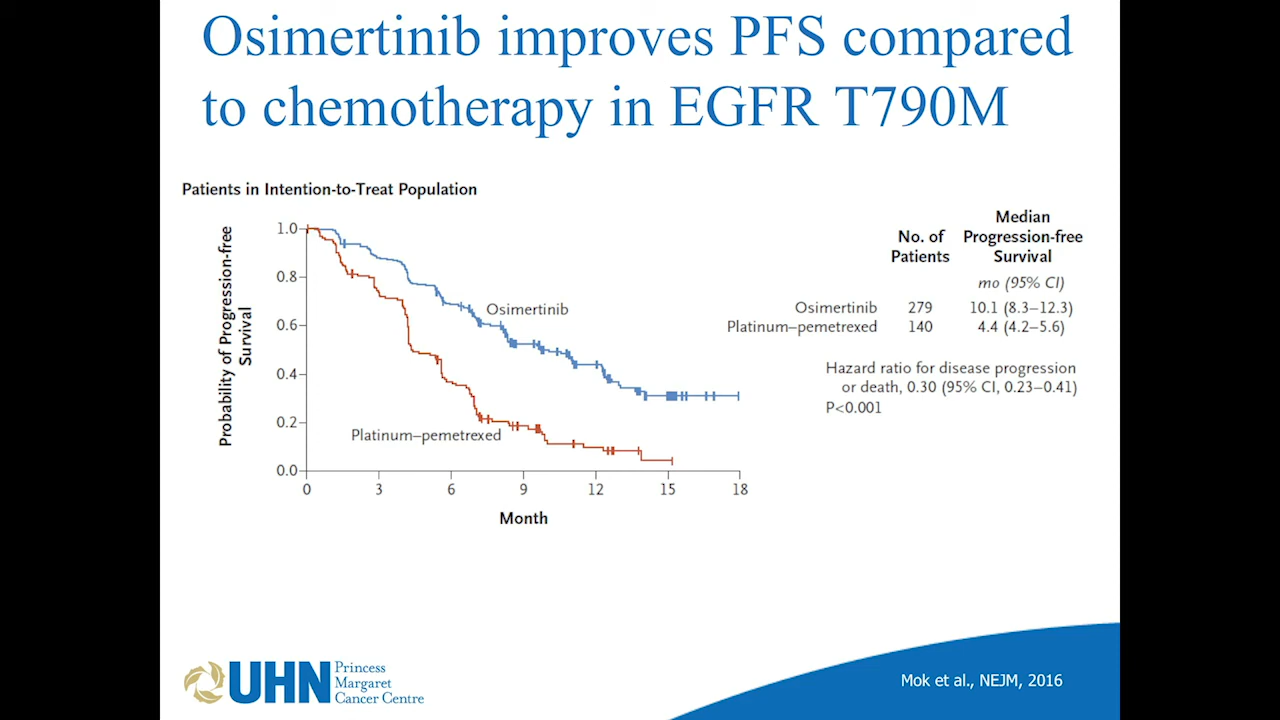 Osimertinib improves PFS compared
to chemotherapy in EGFR T790M
Patients in Intention-to-Treat Population
Probability of Progression-free
Survival
1.0
0.8
0.6
0.4
0.2
0.0
Osimertinib
Platinum–pemetrexed
0 3 6 9 12 15 18
Month
No. of
Patients
Median
Progression-free
Survival
mo (95% CI)
Osimertinib 279 10.1 (8.3–12.3)
Platinum–pemetrexed 140 4.4 (4.2–5.6)
Hazard ratio for disease progression
or death, 0.30 (95% CI, 0.23–0.41)
P<0.001
UHN
Princess
Margaret
Cancer Centre
Mok et al., NEJM, 2016